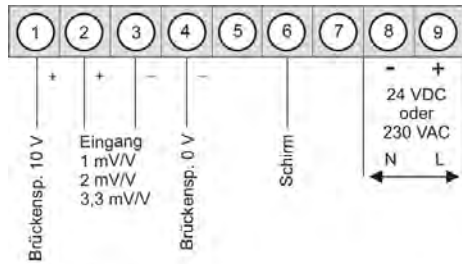 1 2 3 4 5 6 7 8 9
+ + – – - +
Brückensp. 10 V
Eingang
1 mV/V
2 mV/V
3,3 mV/V
Brückensp. 0 V
Schirm
24 VDC
oder
230 VAC
N L